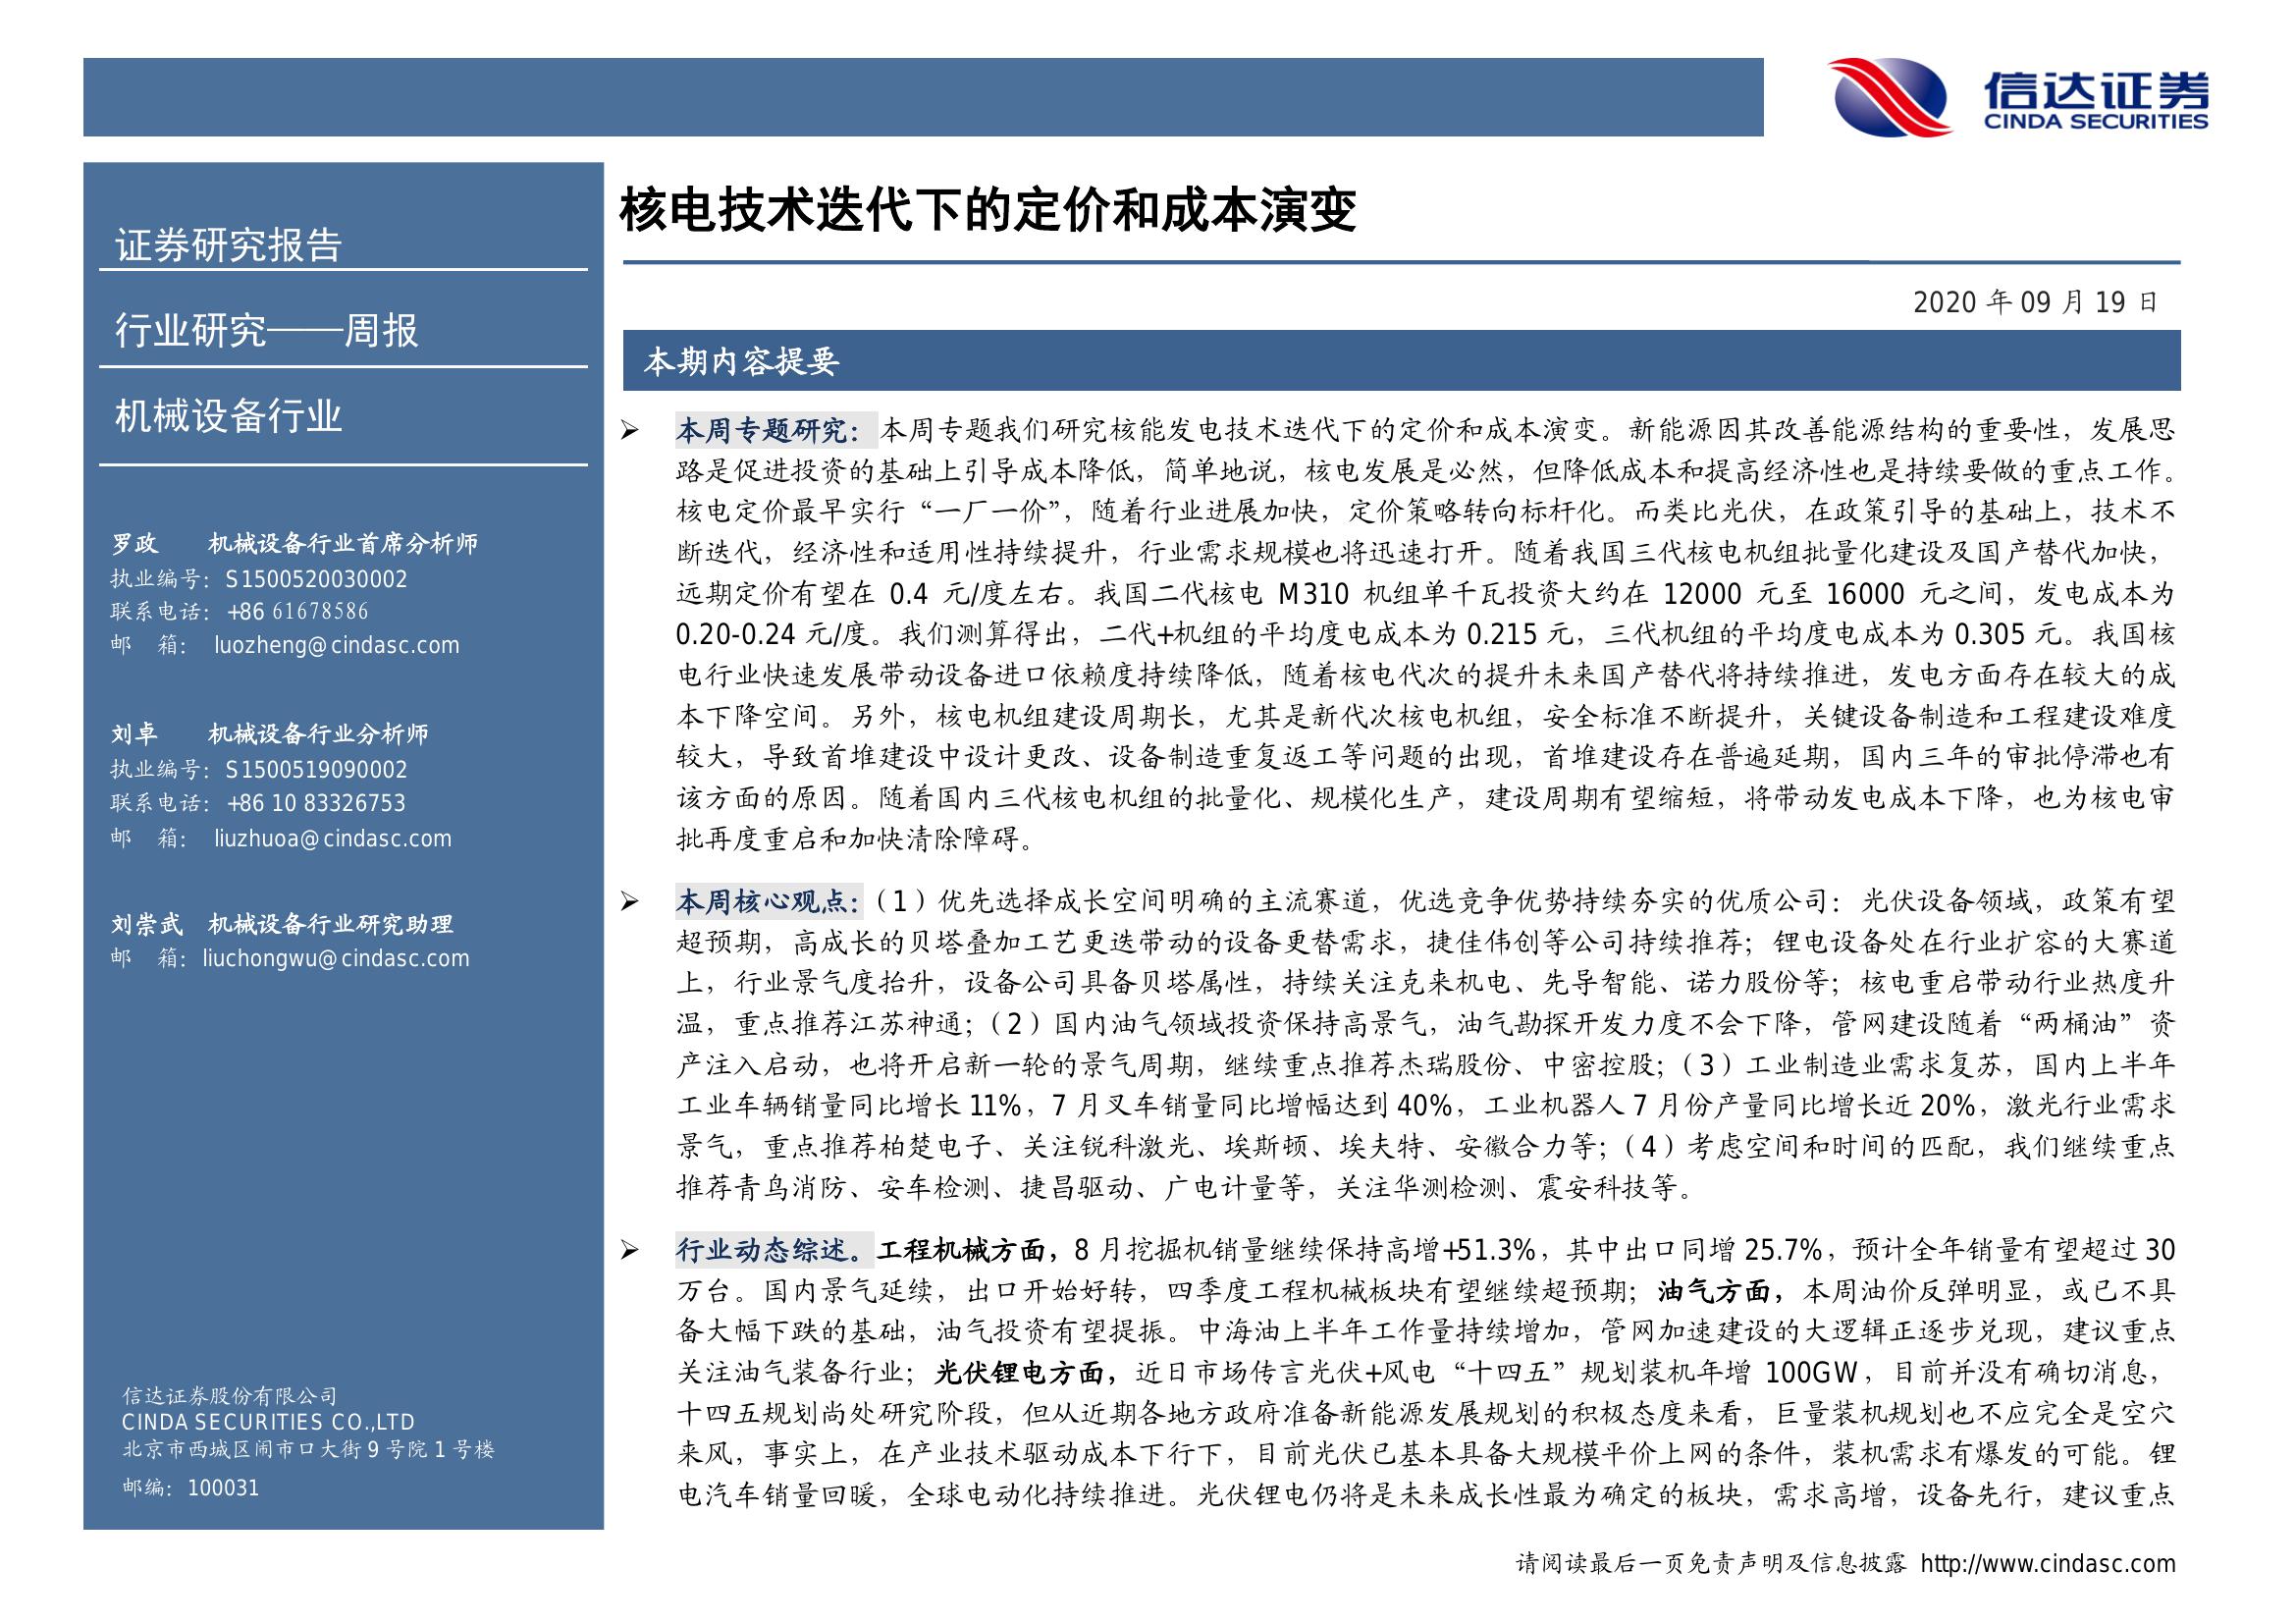 信达证券
CINDA SECURITIES
证券研究报告
行业研究——周报
机械设备行业
罗政 机械设备行业首席分析师
执业编号：S1500520030002
联系电话：+86 61678586
邮 箱： luozheng@cindasc.com
刘卓 机械设备行业分析师
执业编号：S1500519090002
联系电话：+86 10 83326753
邮 箱： liuzhuoa@cindasc.com
刘崇武 机械设备行业研究助理
邮 箱：liuchongwu@cindasc.com
信达证券股份有限公司
CINDA SECURITIES CO.,LTD
北京市西城区闹市口大街 9 号院 1 号楼
邮编：100031
核电技术迭代下的定价和成本演变
2020 年 09 月 19 日
本期内容提要
➢ 本周专题研究：本周专题我们研究核能发电技术迭代下的定价和成本演变。新能源因其改善能源结构的重要性，发展思
路是促进投资的基础上引导成本降低，简单地说，核电发展是必然，但降低成本和提高经济性也是持续要做的重点工作。
核电定价最早实行“一厂一价”，随着行业进展加快，定价策略转向标杆化。而类比光伏，在政策引导的基础上，技术不
断迭代，经济性和适用性持续提升，行业需求规模也将迅速打开。随着我国三代核电机组批量化建设及国产替代加快，
远期定价有望在 0.4 元/度左右。我国二代核电 M310 机组单千瓦投资大约在 12000 元至 16000 元之间，发电成本为
0.20-0.24 元/度。我们测算得出，二代+机组的平均度电成本为 0.215 元，三代机组的平均度电成本为 0.305 元。我国核
电行业快速发展带动设备进口依赖度持续降低，随着核电代次的提升未来国产替代将持续推进，发电方面存在较大的成
本下降空间。另外，核电机组建设周期长，尤其是新代次核电机组，安全标准不断提升，关键设备制造和工程建设难度
较大，导致首堆建设中设计更改、设备制造重复返工等问题的出现，首堆建设存在普遍延期，国内三年的审批停滞也有
该方面的原因。随着国内三代核电机组的批量化、规模化生产，建设周期有望缩短，将带动发电成本下降，也为核电审
批再度重启和加快清除障碍。
➢ 本周核心观点：（1）优先选择成长空间明确的主流赛道，优选竞争优势持续夯实的优质公司：光伏设备领域，政策有望
超预期，高成长的贝塔叠加工艺更迭带动的设备更替需求，捷佳伟创等公司持续推荐；锂电设备处在行业扩容的大赛道
上，行业景气度抬升，设备公司具备贝塔属性，持续关注克来机电、先导智能、诺力股份等；核电重启带动行业热度升
温，重点推荐江苏神通；（2）国内油气领域投资保持高景气，油气勘探开发力度不会下降，管网建设随着“两桶油”资
产注入启动，也将开启新一轮的景气周期，继续重点推荐杰瑞股份、中密控股；（3）工业制造业需求复苏，国内上半年
工业车辆销量同比增长 11%，7 月叉车销量同比增幅达到 40%，工业机器人 7 月份产量同比增长近 20%，激光行业需求
景气，重点推荐柏楚电子、关注锐科激光、埃斯顿、埃夫特、安徽合力等；（4）考虑空间和时间的匹配，我们继续重点
推荐青鸟消防、安车检测、捷昌驱动、广电计量等，关注华测检测、震安科技等。
➢ 行业动态综述。工程机械方面，8 月挖掘机销量继续保持高增+51.3%，其中出口同增 25.7%，预计全年销量有望超过 30
万台。国内景气延续，出口开始好转，四季度工程机械板块有望继续超预期；油气方面，本周油价反弹明显，或已不具
备大幅下跌的基础，油气投资有望提振。中海油上半年工作量持续增加，管网加速建设的大逻辑正逐步兑现，建议重点
关注油气装备行业；光伏锂电方面，近日市场传言光伏+风电“十四五”规划装机年增 100GW，目前并没有确切消息，
十四五规划尚处研究阶段，但从近期各地方政府准备新能源发展规划的积极态度来看，巨量装机规划也不应完全是空穴
来风，事实上，在产业技术驱动成本下行下，目前光伏已基本具备大规模平价上网的条件，装机需求有爆发的可能。锂
电汽车销量回暖，全球电动化持续推进。光伏锂电仍将是未来成长性最为确定的板块，需求高增，设备先行，建议重点
请阅读最后一页免责声明及信息披露 http://www.cindasc.com